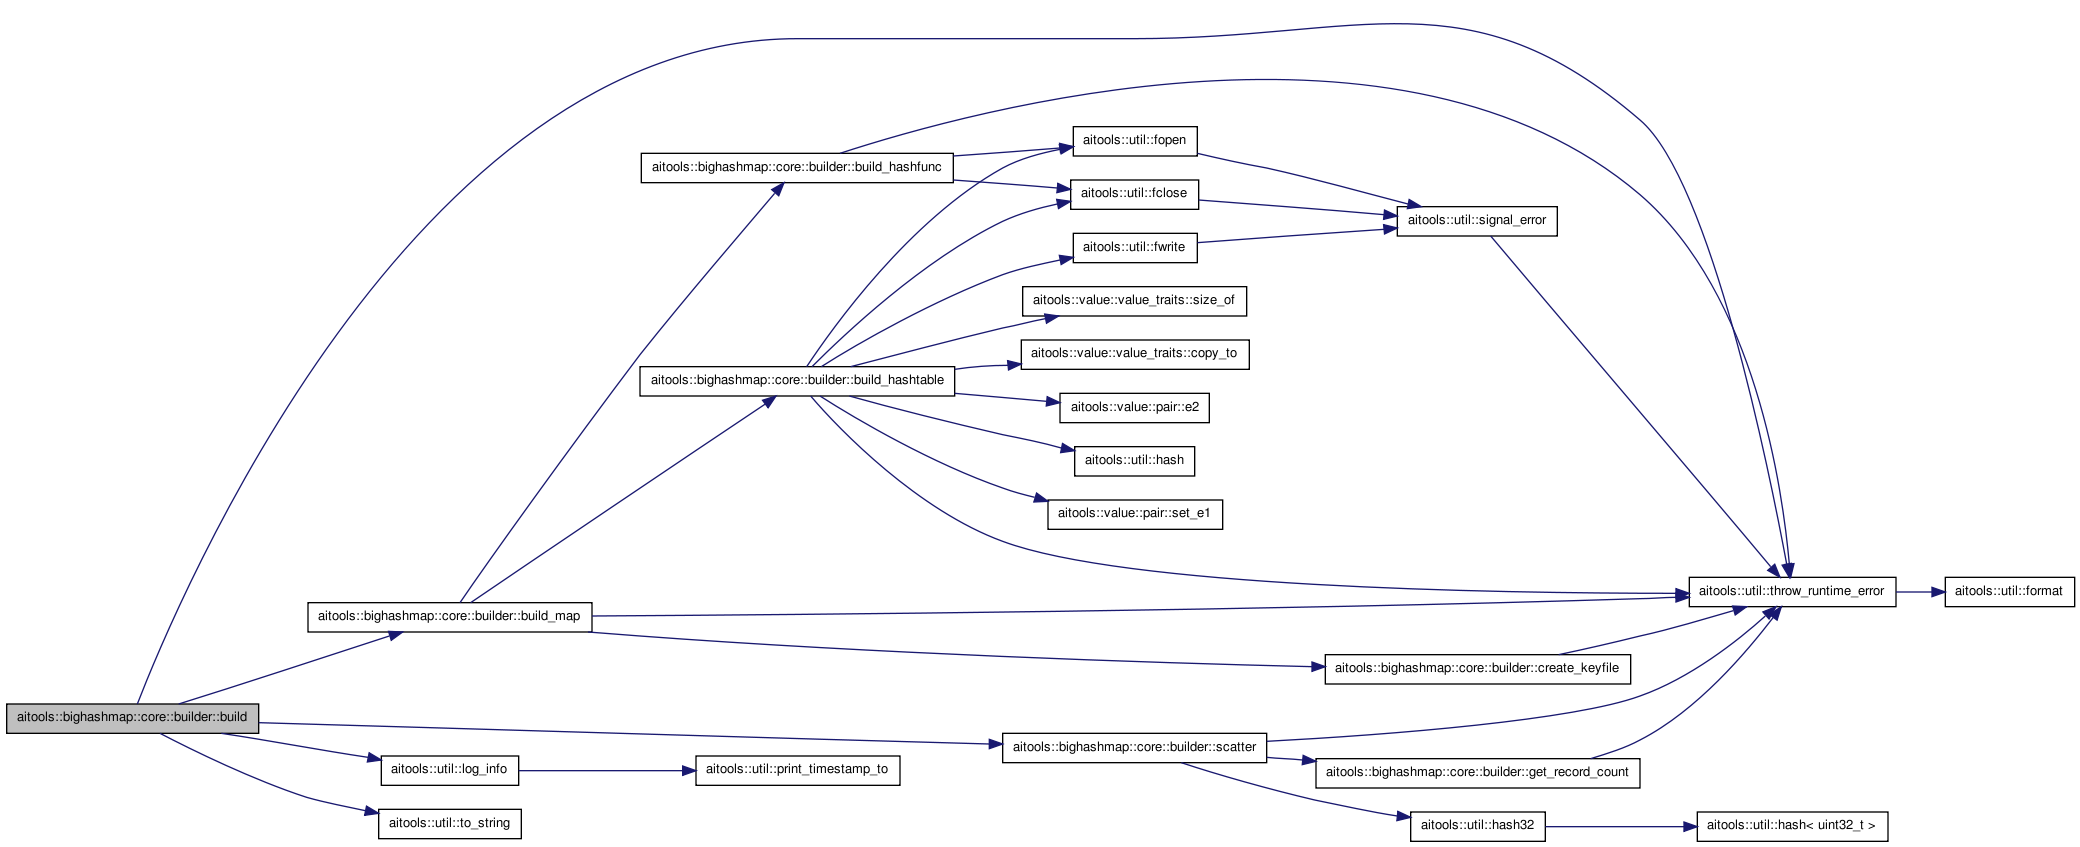 aitools::util::fopen
aitools::bighashmap::core::builder::build_hashfunc
aitools::util::fclose
aitools::util::signal_error
aitools::util::fwrite
aitools::value::value_traits::size_of
aitools::value::value_traits::copy_to
aitools::bighashmap::core::builder::build_hashtable
aitools::value::pair::e2
aitools::util::hash
aitools::value::pair::set_e1
aitools::util::throw_runtime_error
aitools::util::format
aitools::bighashmap::core::builder::build_map
aitools::bighashmap::core::builder::create_keyfile
aitools::bighashmap::core::builder::build
aitools::bighashmap::core::builder::scatter
aitools::util::log_info
aitools::util::print_timestamp_to
aitools::bighashmap::core::builder::get_record_count
aitools::util::to_string
aitools::util::hash32
aitools::util::hash< uint32_t >